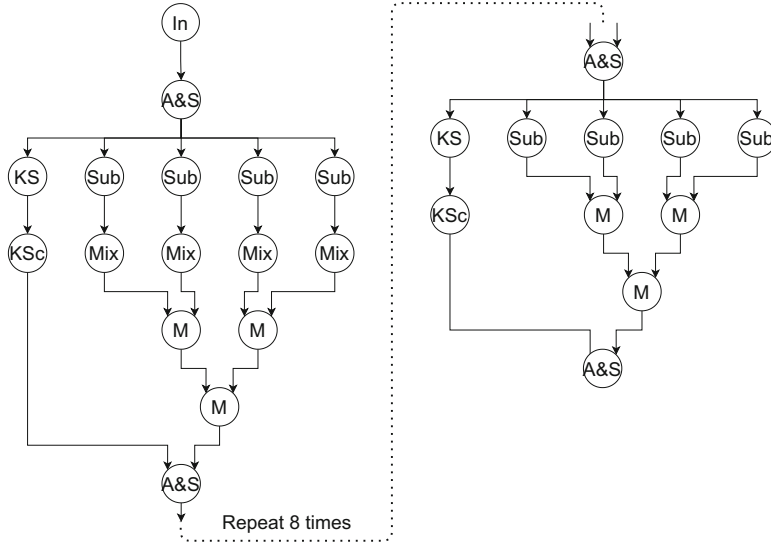 In
A&S
KS Sub Sub Sub Sub
KSc Mix Mix Mix Mix
M M
M
A&S
Repeat 8 times
A&S
KS Sub Sub Sub Sub
KSc M M
M
A&S